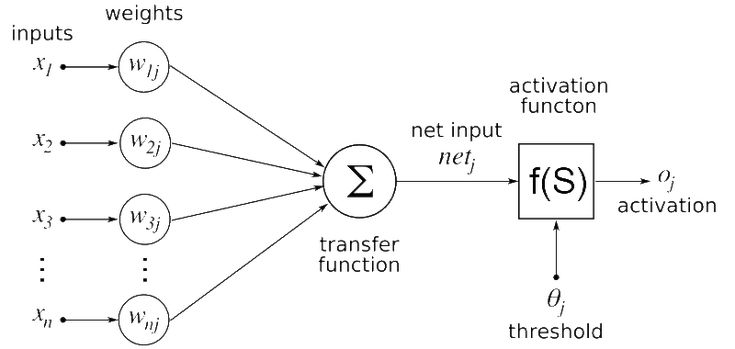 weights
inputs
x1 w1j
activation
functon
net input
x2 w2j netj
Σ f(S) oj
activation
x3 w3j
transfer
function
⋮ ⋮
θj
xn wnj
threshold